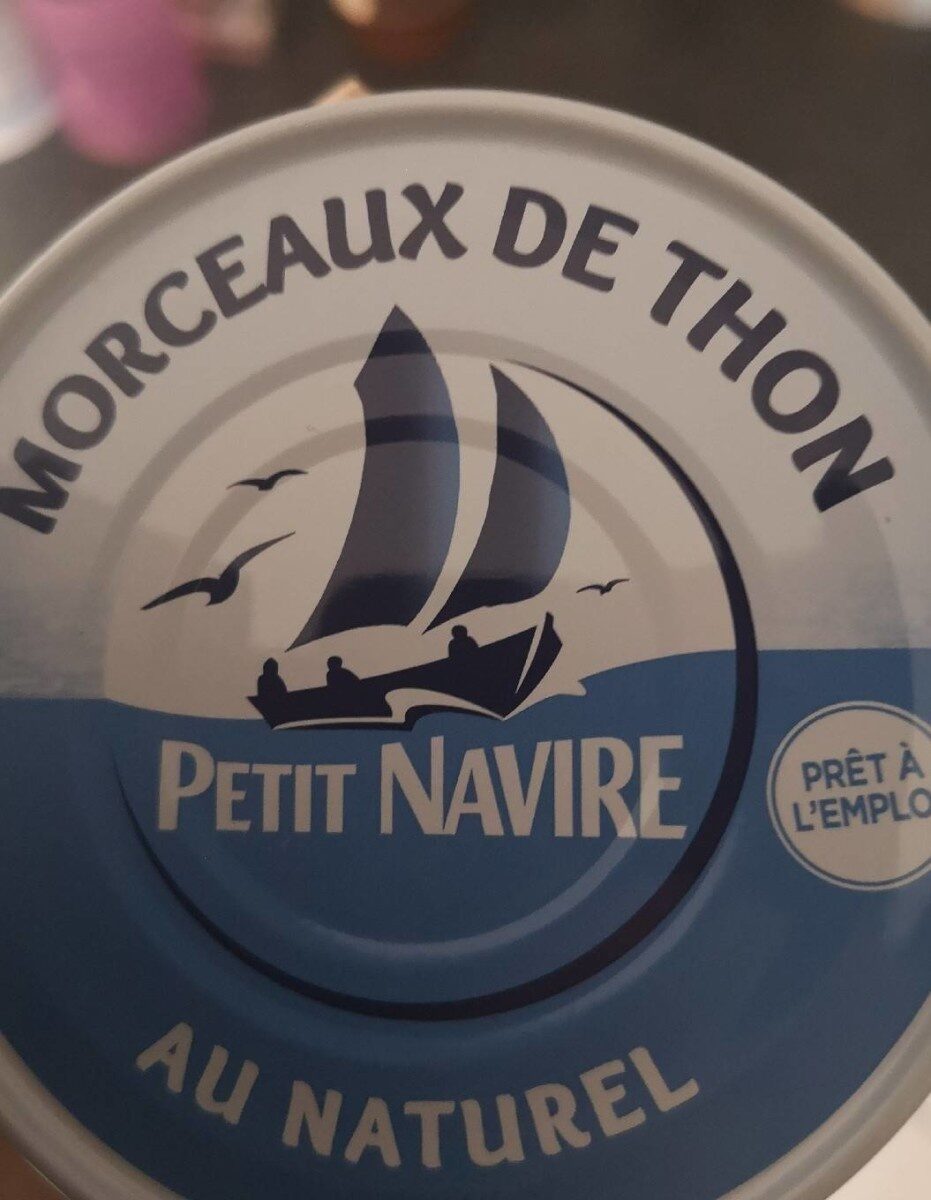 MORCEAUX DE THON
PETIT NAVIRE
PRÊT À
L'EMPLO
AU NATUREL